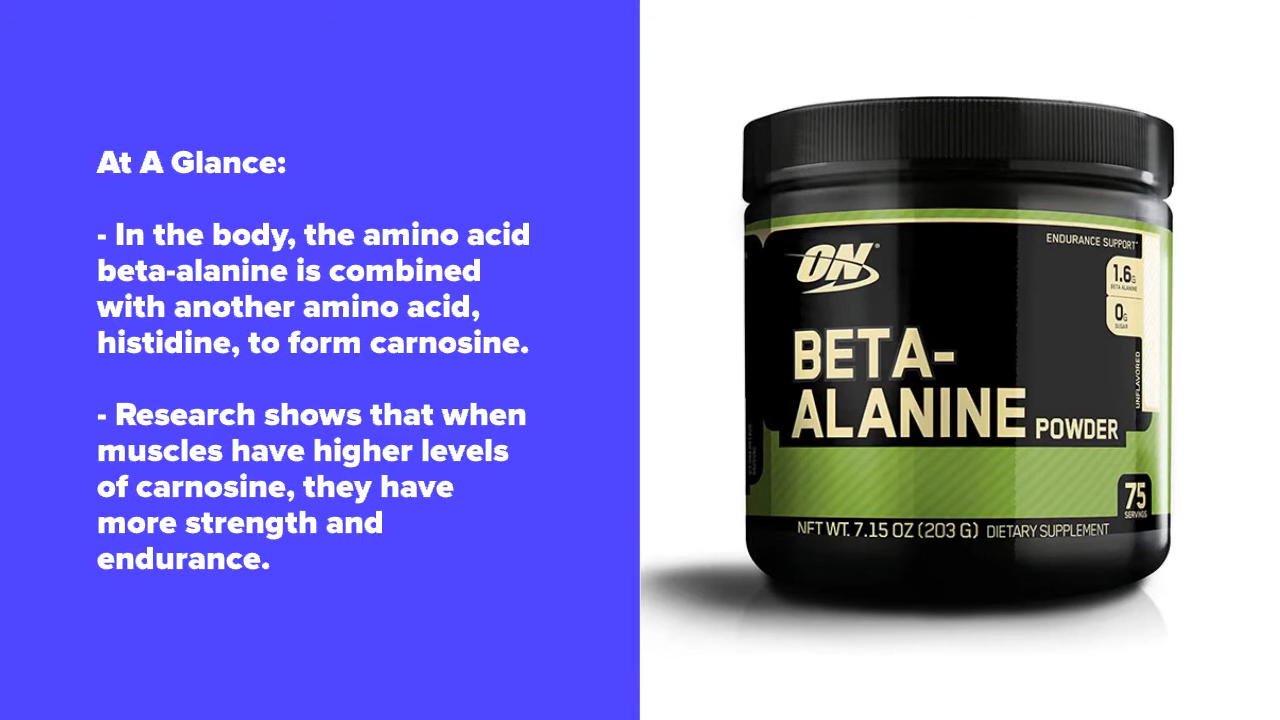 At A Glance:
- In the body, the amino acid
beta-alanine is combined
with another amino acid,
histidine, to form carnosine.
- Research shows that when
muscles have higher levels
of carnosine, they have
more strength and
endurance.
ENDURANCE SUPPORT
ON
1.6G
BETA ALANINE
0G
SUGAR
UNFLAVORED
BETA-
ALANINE POWDER
75
SERVINGS
NET WT. 7.15 OZ (203 G) DIETARY SUPPLEMENT